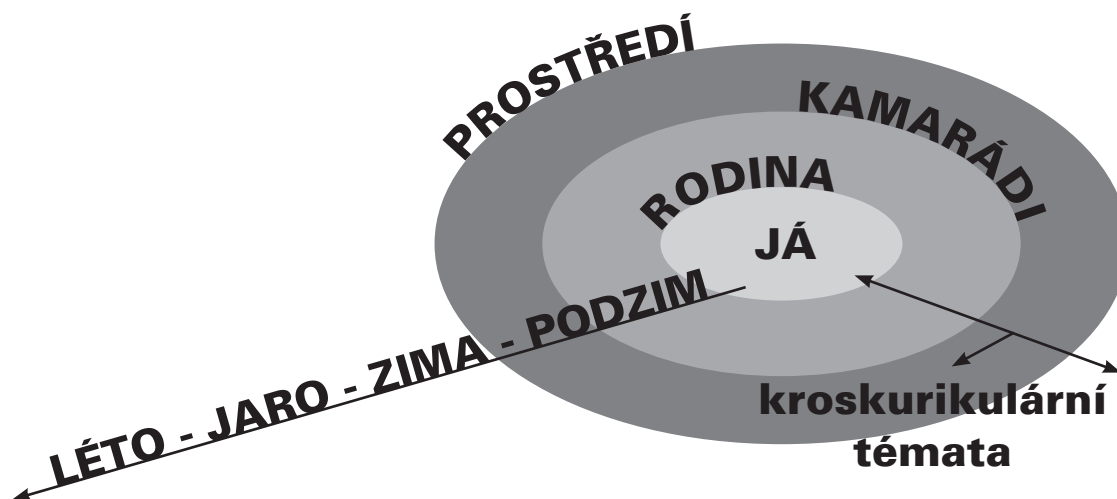 PROSTŘEDÍ
KAMARÁDI
RODINA
JÁ
LÉTO - JARO - ZIMA - PODZIM
kroskurikulární
témata